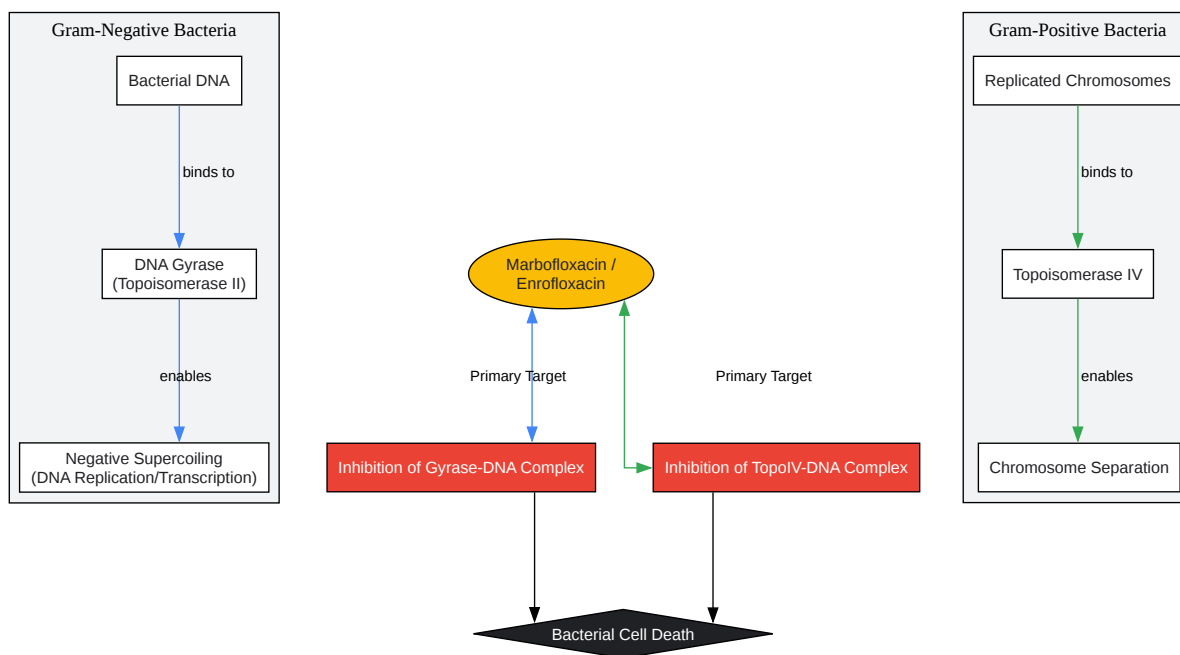 Gram-Negative Bacteria
Bacterial DNA
binds to
DNA Gyrase
(Topoisomerase II)
enables
Negative Supercoiling
(DNA Replication/Transcription)
Marbofloxacin /
Enrofloxacin
Primary Target
Primary Target
Inhibition of Gyrase-DNA Complex
Inhibition of TopoIV-DNA Complex
Bacterial Cell Death
Gram-Positive Bacteria
Replicated Chromosomes
binds to
Topoisomerase IV
enables
Chromosome Separation